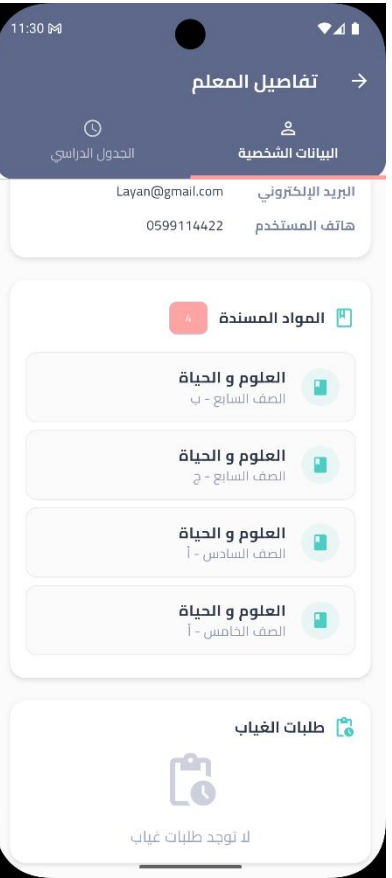 11:30
تفاصيل المعلم
البيانات الشخصية
الجدول الدراسي
البريد الإلكتروني Layan@gmail.com
هاتف المستخدم 0599114422
المواد المسندة 4
العلوم و الحياة
الصف السابع - ب
العلوم و الحياة
الصف السابع - ج
العلوم و الحياة
الصف السادس - أ
العلوم و الحياة
الصف الخامس - أ
طلبات الغياب
لا توجد طلبات غياب